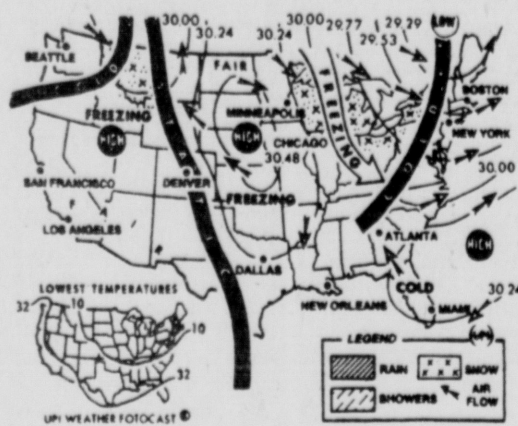 30.00
30.24
30.24
30.00
29.77
29.53
29.29
LOW
SEATTLE
FAIR
BOSTON
FREEZING
MINNEAPOLIS
FREEZING
NEW YORK
HIGH
HIGH
CHICAGO
30.48
30.00
SAN FRANCISCO
DENVER
FREEZING
F
LOS ANGELES
ATLANTA
HIGH
DALLAS
COLD
30.24
LOWEST TEMPERATURES
NEW ORLEANS
MIAMI
32
10
10
32
LEGEND
RAIN
SNOW
SHOWERS
AIR
FLOW
UPI WEATHER FOTOCAST ©